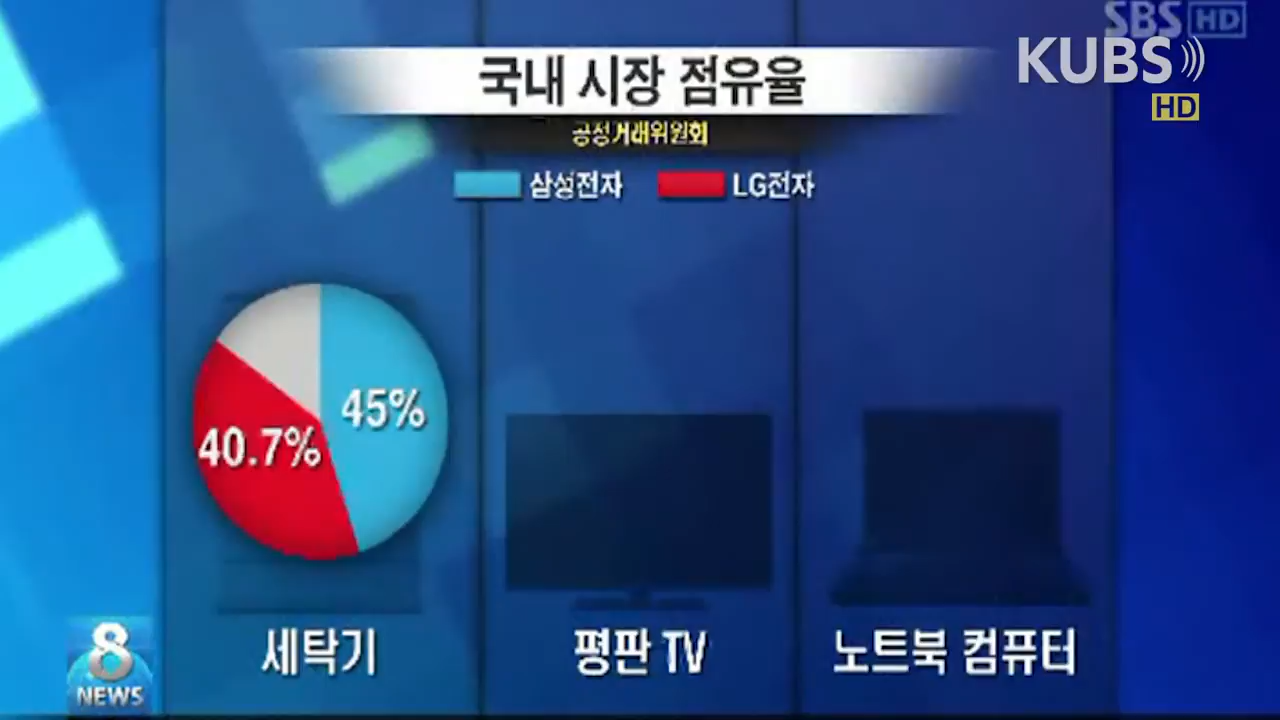 SBS HD
KUBS
HD
국내 시장 점유율
공정거래위원회
삼성전자 LG전자
45%
40.7%
세탁기 평판 TV 노트북 컴퓨터
8
NEWS